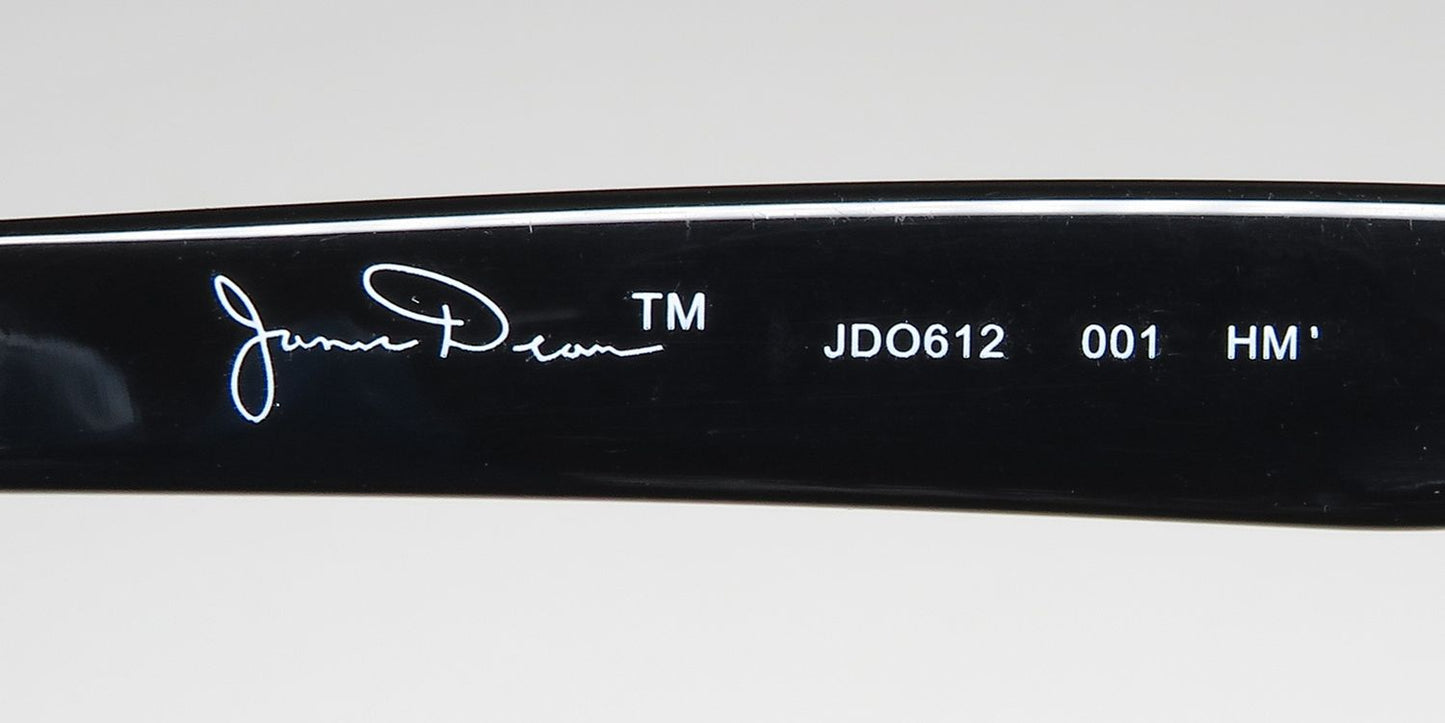 James Dean™ JDO612 001 HM'